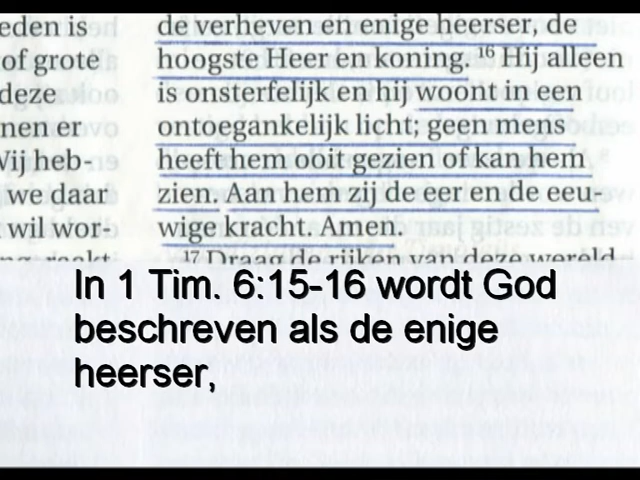 eden is
of grote
deze.
nen er
Wij heb-
we daar
wil wor-
de verheven en enige heerser, de
hoogste Heer en koning. 16 Hij alleen
is onsterfelijk en hij woont in een
ontoegankelijk licht; geen mens
heeft hem ooit gezien of kan hem
zien. Aan hem zij de eer en de eeu-
wige kracht. Amen.
17 Draag de rijken van deze wereld
In 1 Tim. 6:15-16 wordt God
beschreven als de enige
heerser,